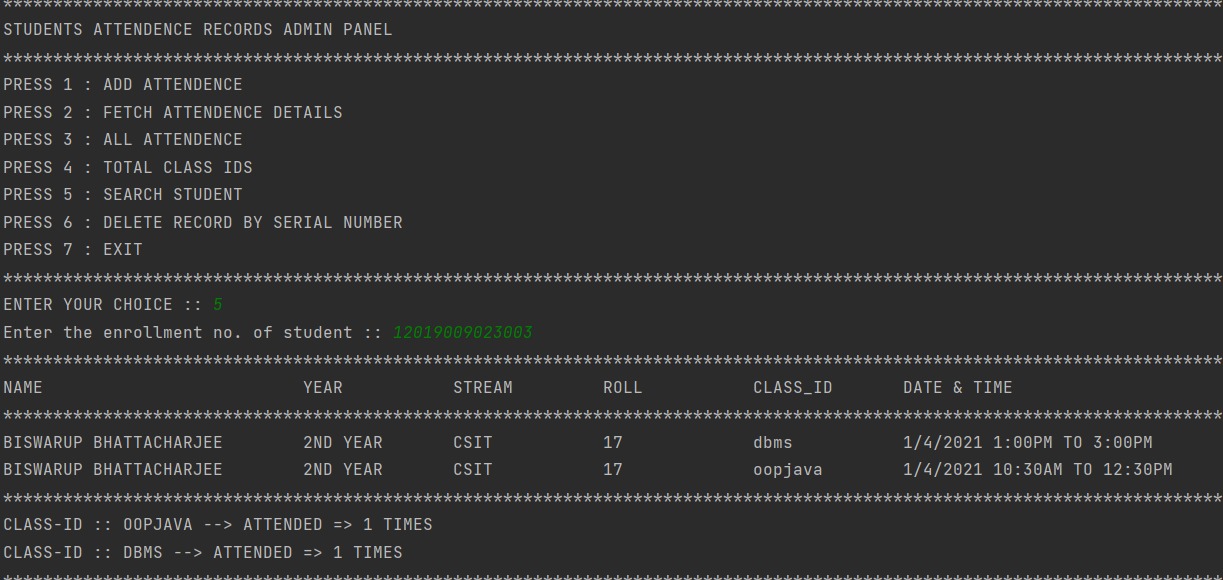 ****************************************************************************************************************************
STUDENTS ATTENDENCE RECORDS ADMIN PANEL
****************************************************************************************************************************
PRESS 1 : ADD ATTENDENCE
PRESS 2 : FETCH ATTENDENCE DETAILS
PRESS 3 : ALL ATTENDENCE
PRESS 4 : TOTAL CLASS IDS
PRESS 5 : SEARCH STUDENT
PRESS 6 : DELETE RECORD BY SERIAL NUMBER
PRESS 7 : EXIT
****************************************************************************************************************************
ENTER YOUR CHOICE :: 5
Enter the enrollment no. of student :: 12019009023003
****************************************************************************************************************************
NAME                          YEAR           STREAM         ROLL           CLASS_ID       DATE & TIME
****************************************************************************************************************************
BISWARUP BHATTACHARJEE        2ND YEAR       CSIT           17             dbms           1/4/2021 1:00PM TO 3:00PM
BISWARUP BHATTACHARJEE        2ND YEAR       CSIT           17             oopjava        1/4/2021 10:30AM TO 12:30PM
****************************************************************************************************************************
CLASS-ID :: OOPJAVA --> ATTENDED => 1 TIMES
CLASS-ID :: DBMS --> ATTENDED => 1 TIMES
****************************************************************************************************************************